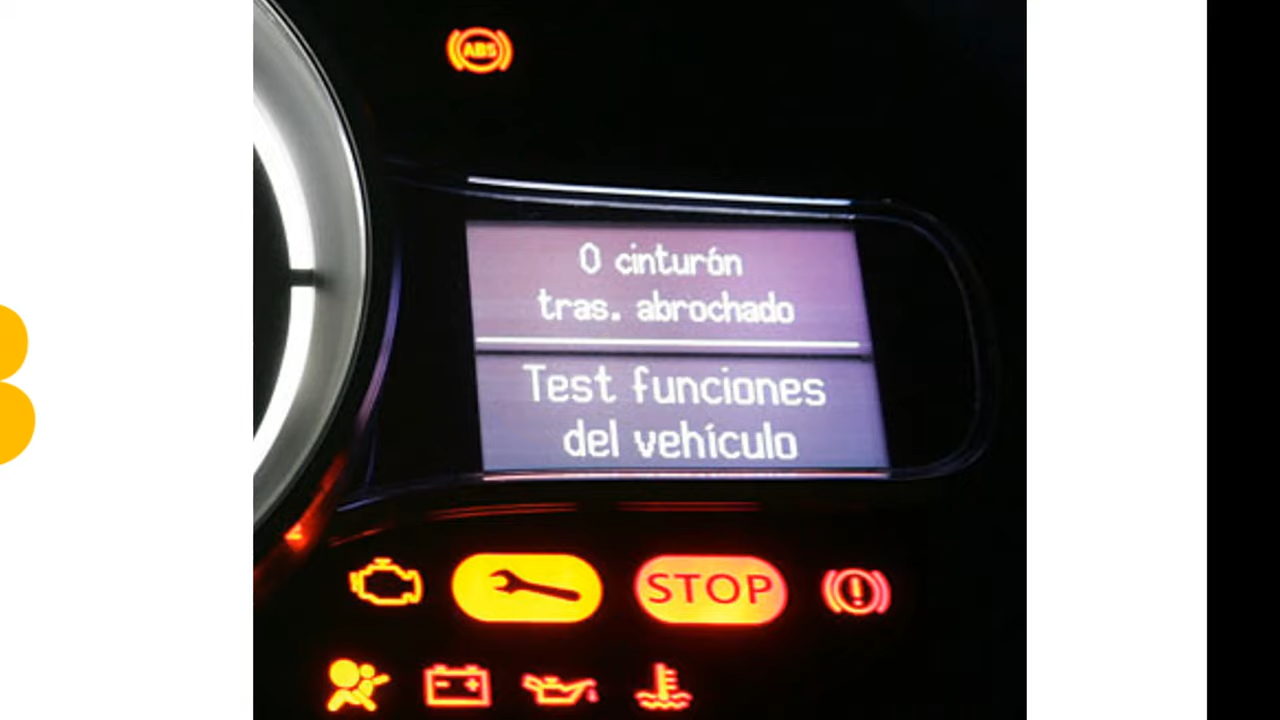 ABS
0 cinturón
tras. abrochado
Test funciones
del vehículo
STOP